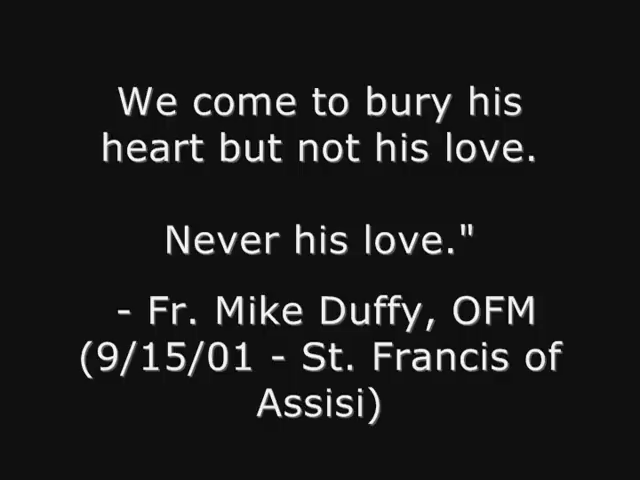 We come to bury his
heart but not his love.
Never his love."
- Fr. Mike Duffy, OFM
(9/15/01 - St. Francis of
Assisi)